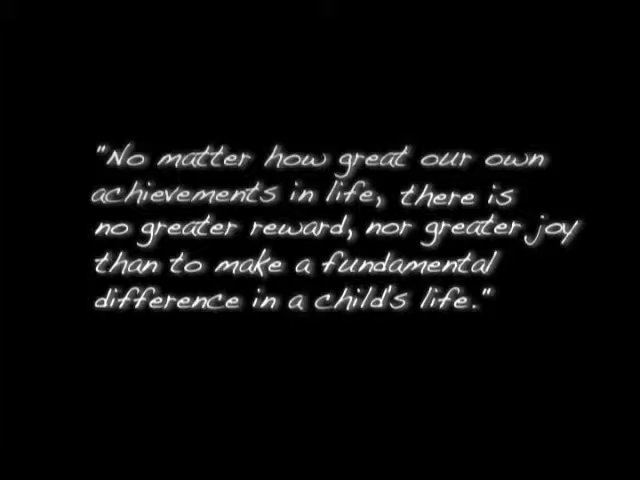 "No matter how great our own
achievements in life, there is
no greater reward, nor greater joy
than to make a fundamental
difference in a child's life."